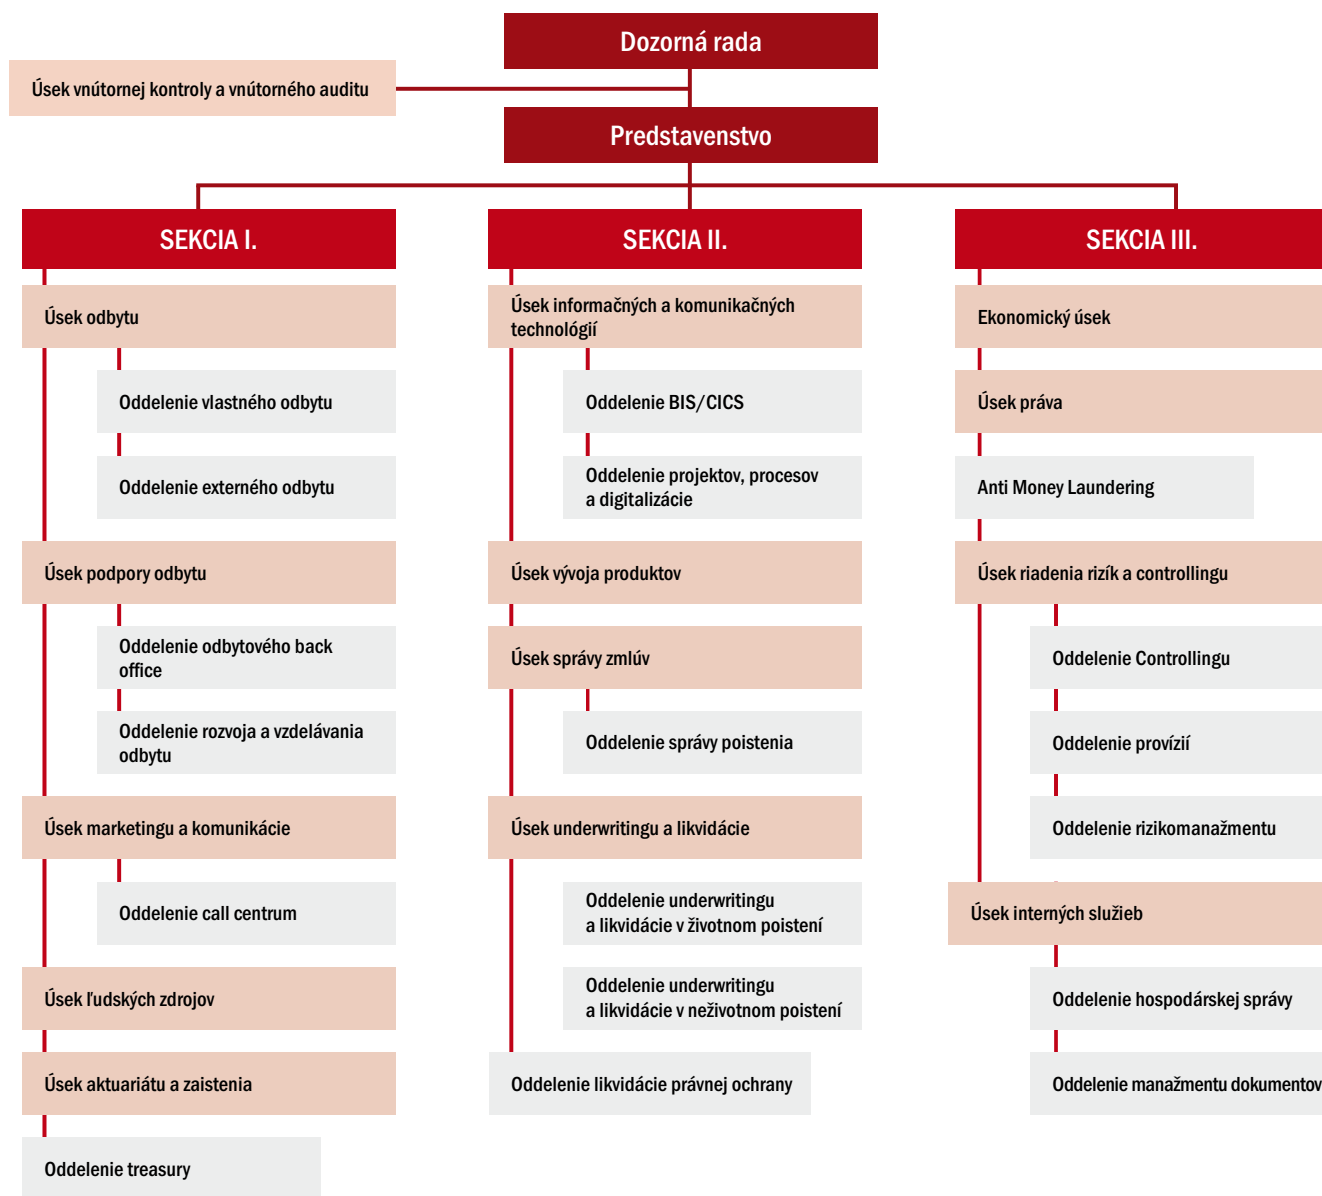 Dozorná rada
Úsek vnútornej kontroly a vnútorného auditu
Predstavenstvo
SEKCIA I.
Úsek odbytu
Oddelenie vlastného odbytu
Oddelenie externého odbytu
Úsek podpory odbytu
Oddelenie odbytového back
office
Oddelenie rozvoja a vzdelávania
odbytu
Úsek marketingu a komunikácie
Oddelenie call centrum
Úsek ľudských zdrojov
Úsek aktuariátu a zaistenia
Oddelenie treasury
SEKCIA II.
Úsek informačných a komunikačných
technológií
Oddelenie BIS/CICS
Oddelenie projektov, procesov
a digitalizácie
Úsek vývoja produktov
Úsek správy zmlúv
Oddelenie správy poistenia
Úsek underwritingu a likvidácie
Oddelenie underwritingu
a likvidácie v životnom poistení
Oddelenie underwritingu
a likvidácie v neživotnom poistení
Oddelenie likvidácie právnej ochrany
SEKCIA III.
Ekonomický úsek
Úsek práva
Anti Money Laundering
Úsek riadenia rizík a controllingu
Oddelenie Controllingu
Oddelenie provízií
Oddelenie rizikomanažmentu
Úsek interných služieb
Oddelenie hospodárskej správy
Oddelenie manažmentu dokumentov